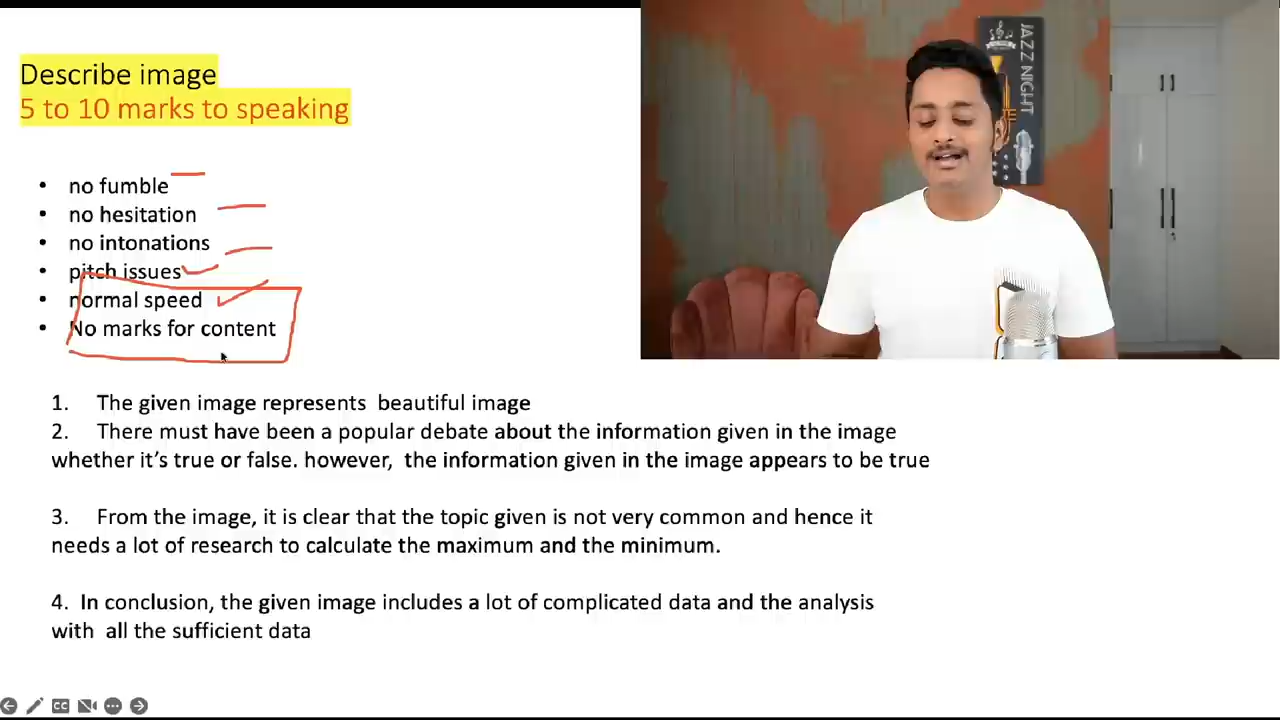 Describe image
5 to 10 marks to speaking
• no fumble
• no hesitation
• no intonations
• pitch issues
• normal speed
• No marks for content
1. The given image represents beautiful image
2. There must have been a popular debate about the information given in the image
whether it’s true or false. however, the information given in the image appears to be true
3. From the image, it is clear that the topic given is not very common and hence it
needs a lot of research to calculate the maximum and the minimum.
4. In conclusion, the given image includes a lot of complicated data and the analysis
with all the sufficient data
JAZZ NIGHT
CC